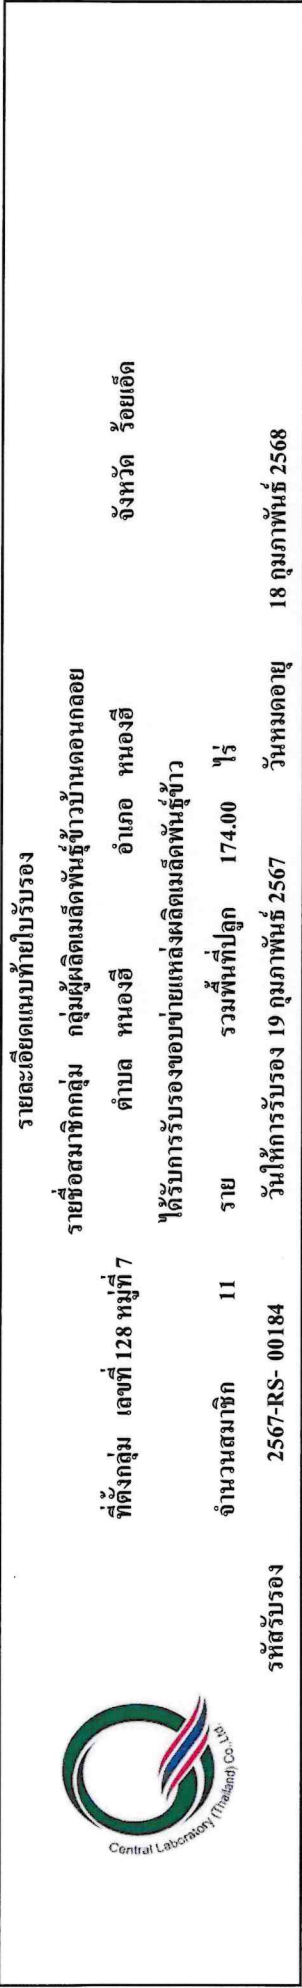 รายละเอียดแนบท้ายใบรับรอง
รายชื่อสมาชิกกลุ่ม กลุ่มผู้ผลิตเมล็ดพันธุ์ข้าวบ้านดอนกลอย
ที่ตั้งกลุ่ม เลขที่ 128 หมู่ที่ 7 ตำบล หนองฮี อำเภอ หนองฮี จังหวัด ร้อยเอ็ด
ได้รับการรับรองขอบข่ายแหล่งผลิตเมล็ดพันธุ์ข้าว
จำนวนสมาชิก 11 ราย รวมพื้นที่ปลูก 174.00 ไร่
รหัสรับรอง 2567-RS- 00184 วันให้การรับรอง 19 กุมภาพันธ์ 2567 วันหมดอายุ 18 กุมภาพันธ์ 2568
Central Laboratory (Thailand) Co.,Ltd.